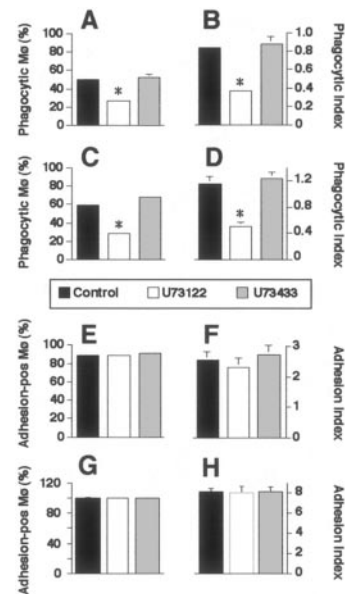 A
B
Phagocytic Mø (%)
100
80
60
40
20
0
*
*
1.0
0.8
0.6
0.4
0.2
0
Phagocytic Index
C
D
Phagocytic Mø (%)
100
80
60
40
20
0
*
*
1.2
0.8
0.4
0
Phagocytic Index
Control U73122 U73433
E
F
Adhesion-pos Mø (%)
100
80
60
40
20
0
3
2
1
0
Adhesion Index
G
H
Adhesion-pos Mø (%)
120
80
40
0
8
6
4
2
0
Adhesion Index